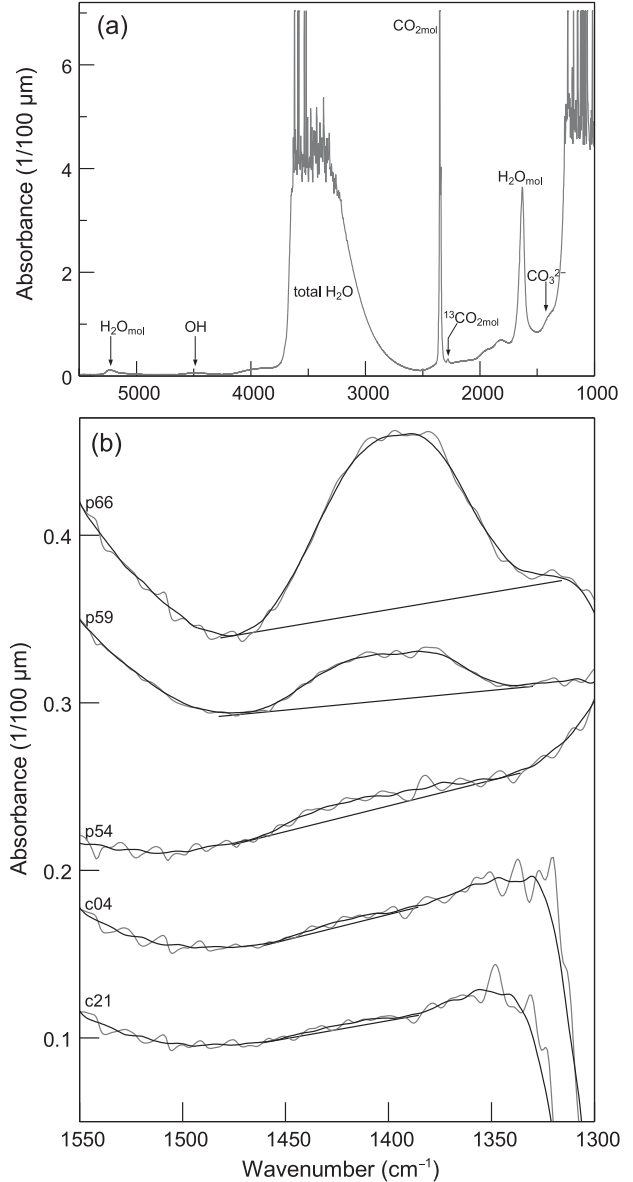 (a)
CO₂mol
6
Absorbance (1/100 µm)
4
H₂Omol
2
total H₂O
CO₃²⁻
¹³CO₂mol
H₂Omol
OH
0
5000
4000
3000
2000
1000
(b)
p66
0.4
p59
0.3
Absorbance (1/100 µm)
p54
0.2
c04
c21
0.1
1550
1500
1450
1400
1350
1300
Wavenumber (cm⁻¹)